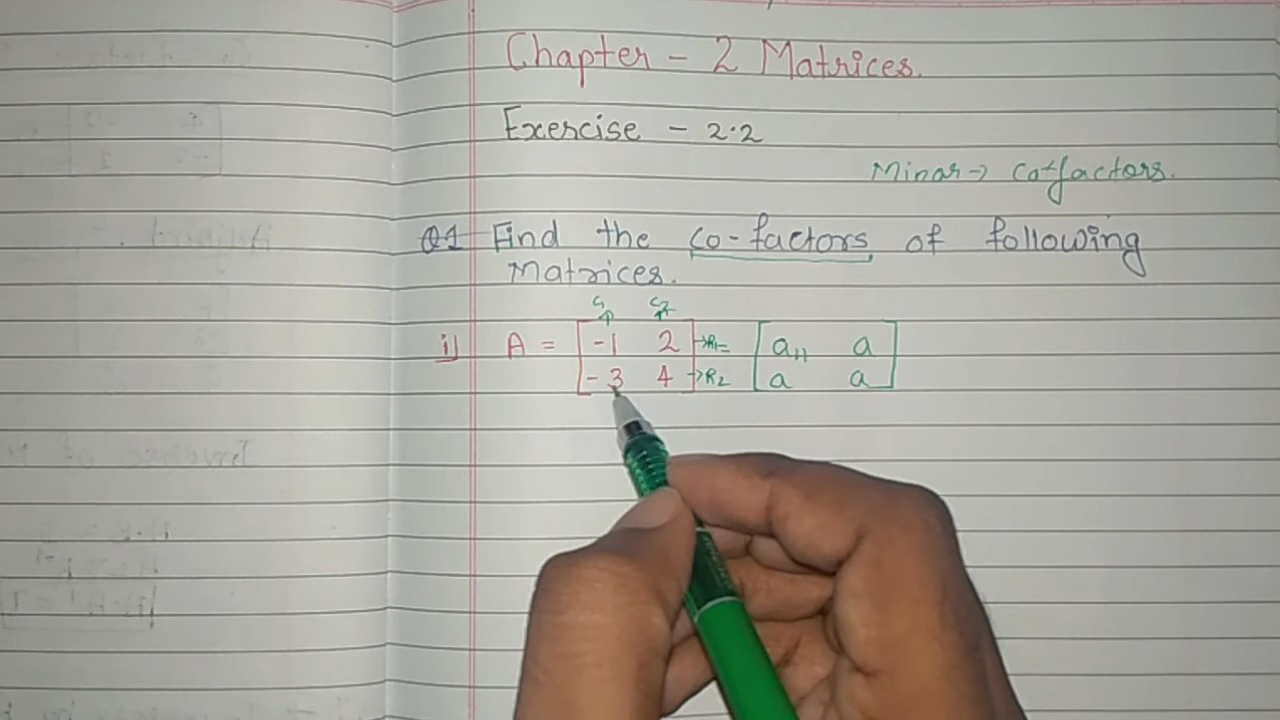 Chapter - 2 Matrices.
Exercise - 2.2
Minor → Co-factors.
Q1 Find the co-factors of following
Matrices.
C1 C2
i) A = [ -1 2 ] → R1 = [ a11 a ]
[ -3 4 ] → R2 [ a a ]